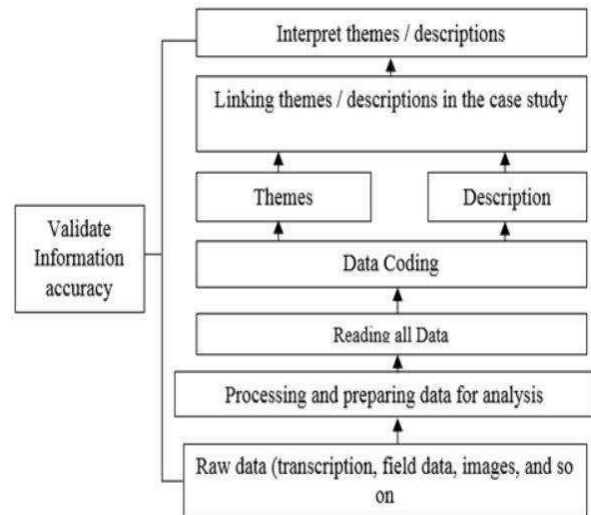 Interpret themes / descriptions
Linking themes / descriptions in the case study
Themes
Description
Validate
Information
accuracy
Data Coding
Reading all Data
Processing and preparing data for analysis
Raw data (transcription, field data, images, and so
on